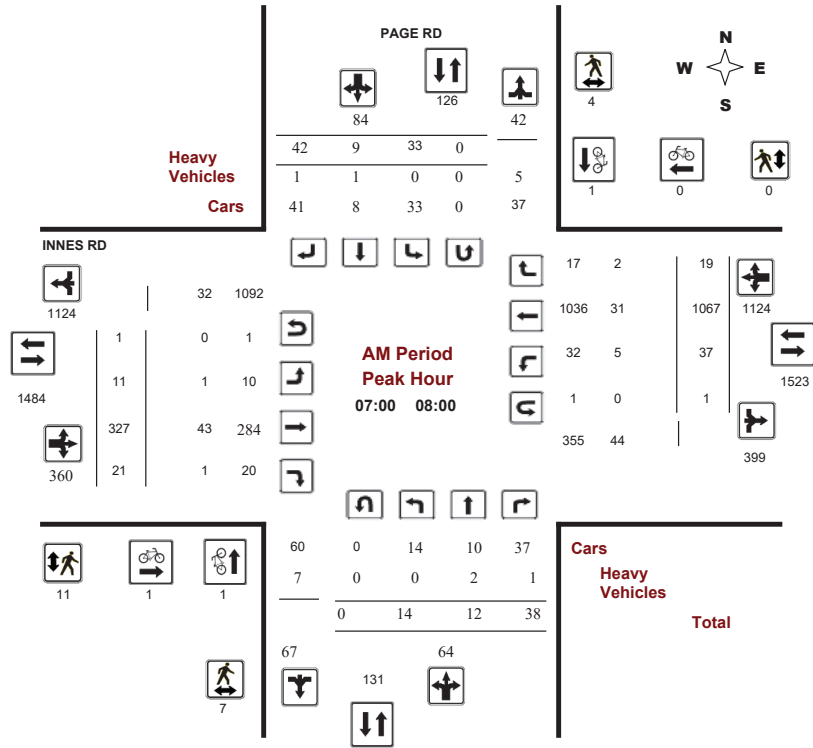 PAGE RD
N
W E
S
126
84
42
4
42 9 33 0
Heavy
Vehicles
1 1 0 0 5
Cars
41 8 33 0 37
1 0 0
INNES RD
1124
32 1092
1 0 1
11 1 10
1484
327 43 284
360
21 1 20
AM Period
Peak Hour
07:00 08:00
17 2 19
1036 31 1067
1124
32 5 37
1523
1 0 1
355 44
399
11 1 1
7
60 0 14 10 37
7 0 0 2 1
0 14 12 38
67 64
131
Cars
Heavy
Vehicles
Total